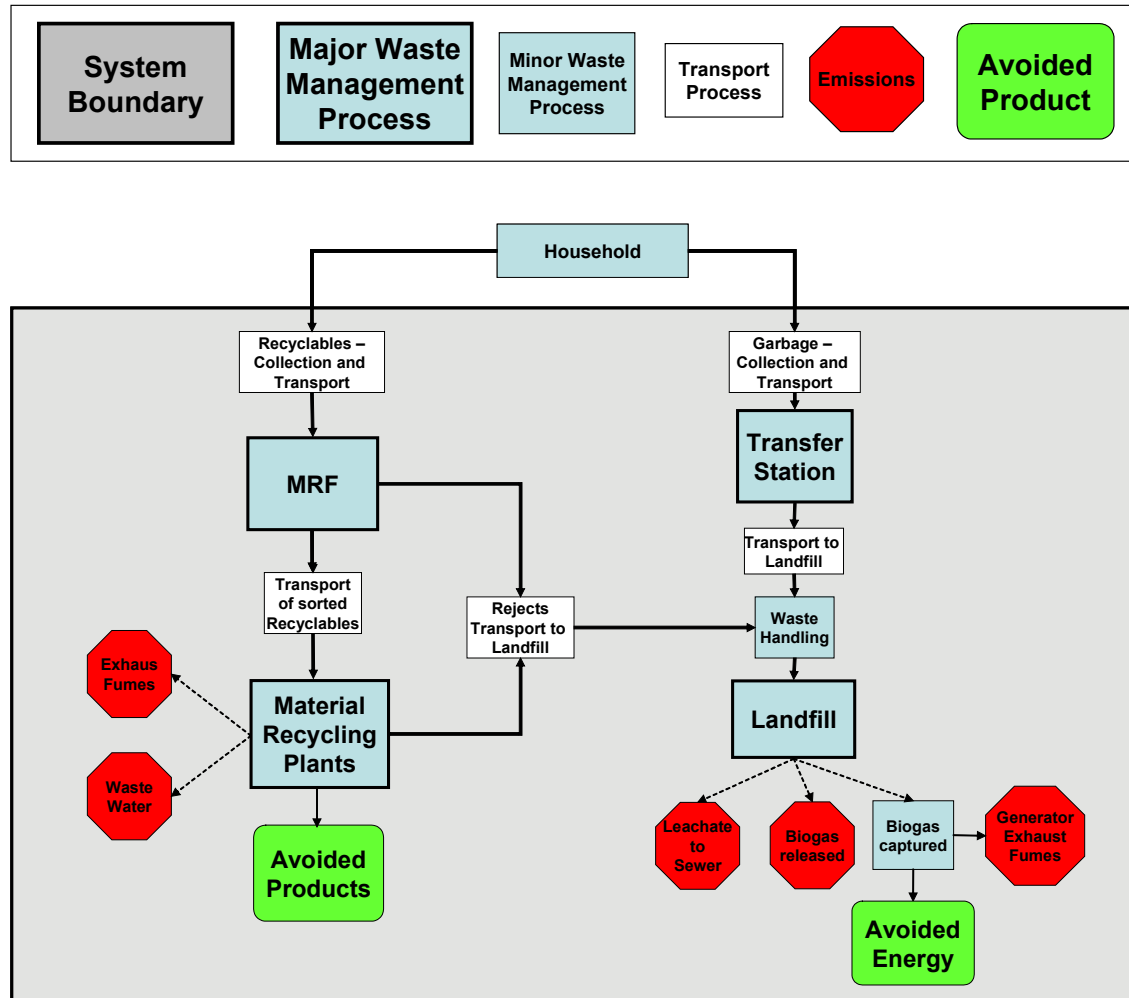 System
Boundary
Major Waste
Management
Process
Minor Waste
Management
Process
Transport
Process
Emissions
Avoided
Product
Household
Recyclables –
Collection and
Transport
Garbage –
Collection and
Transport
MRF
Transfer
Station
Transport to
Landfill
Transport
of sorted
Recyclables
Rejects
Transport to
Landfill
Waste
Handling
Exhaus
Fumes
Material
Recycling
Plants
Landfill
Waste
Water
Leachate
to
Sewer
Biogas
released
Biogas
captured
Generator
Exhaust
Fumes
Avoided
Products
Avoided
Energy